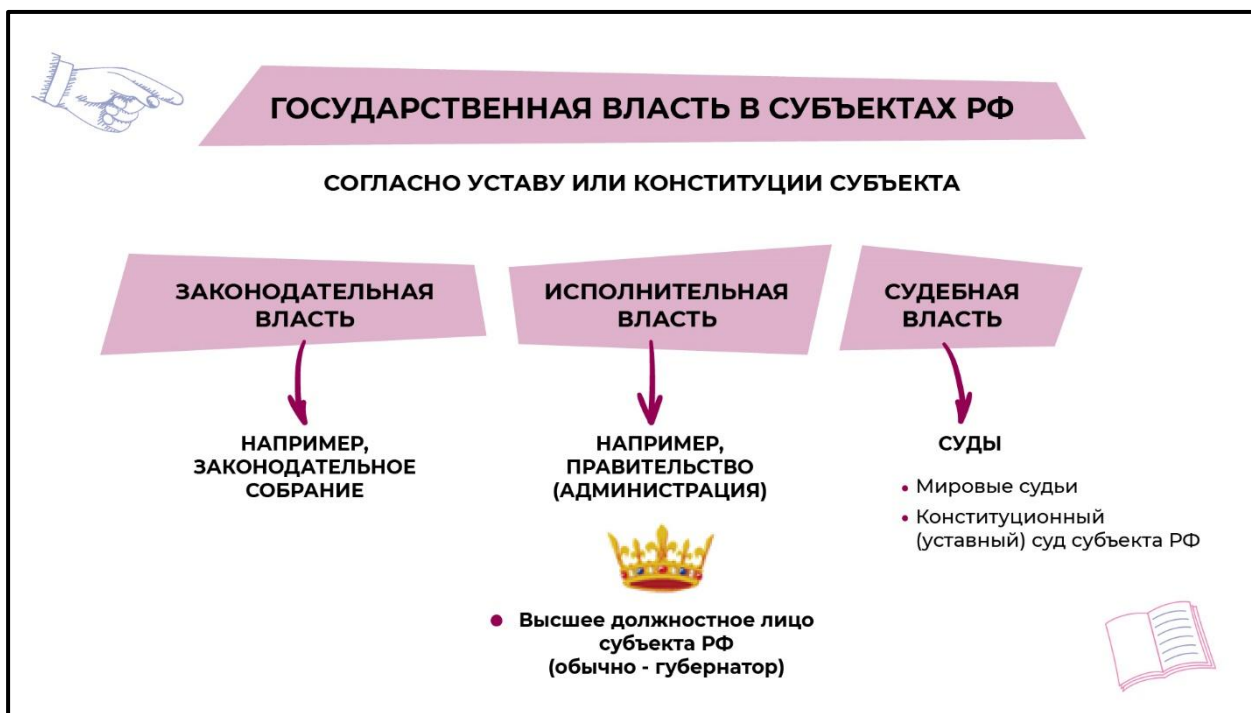 ГОСУДАРСТВЕННАЯ ВЛАСТЬ В СУБЪЕКТАХ РФ
СОГЛАСНО УСТАВУ ИЛИ КОНСТИТУЦИИ СУБЪЕКТА
ЗАКОНОДАТЕЛЬНАЯ
ВЛАСТЬ
НАПРИМЕР,
ЗАКОНОДАТЕЛЬНОЕ
СОБРАНИЕ
ИСПОЛНИТЕЛЬНАЯ
ВЛАСТЬ
НАПРИМЕР,
ПРАВИТЕЛЬСТВО
(АДМИНИСТРАЦИЯ)
• Высшее должностное лицо
субъекта РФ
(обычно - губернатор)
СУДЕБНАЯ
ВЛАСТЬ
СУДЫ
• Мировые судьи
• Конституционный
(уставный) суд субъекта РФ